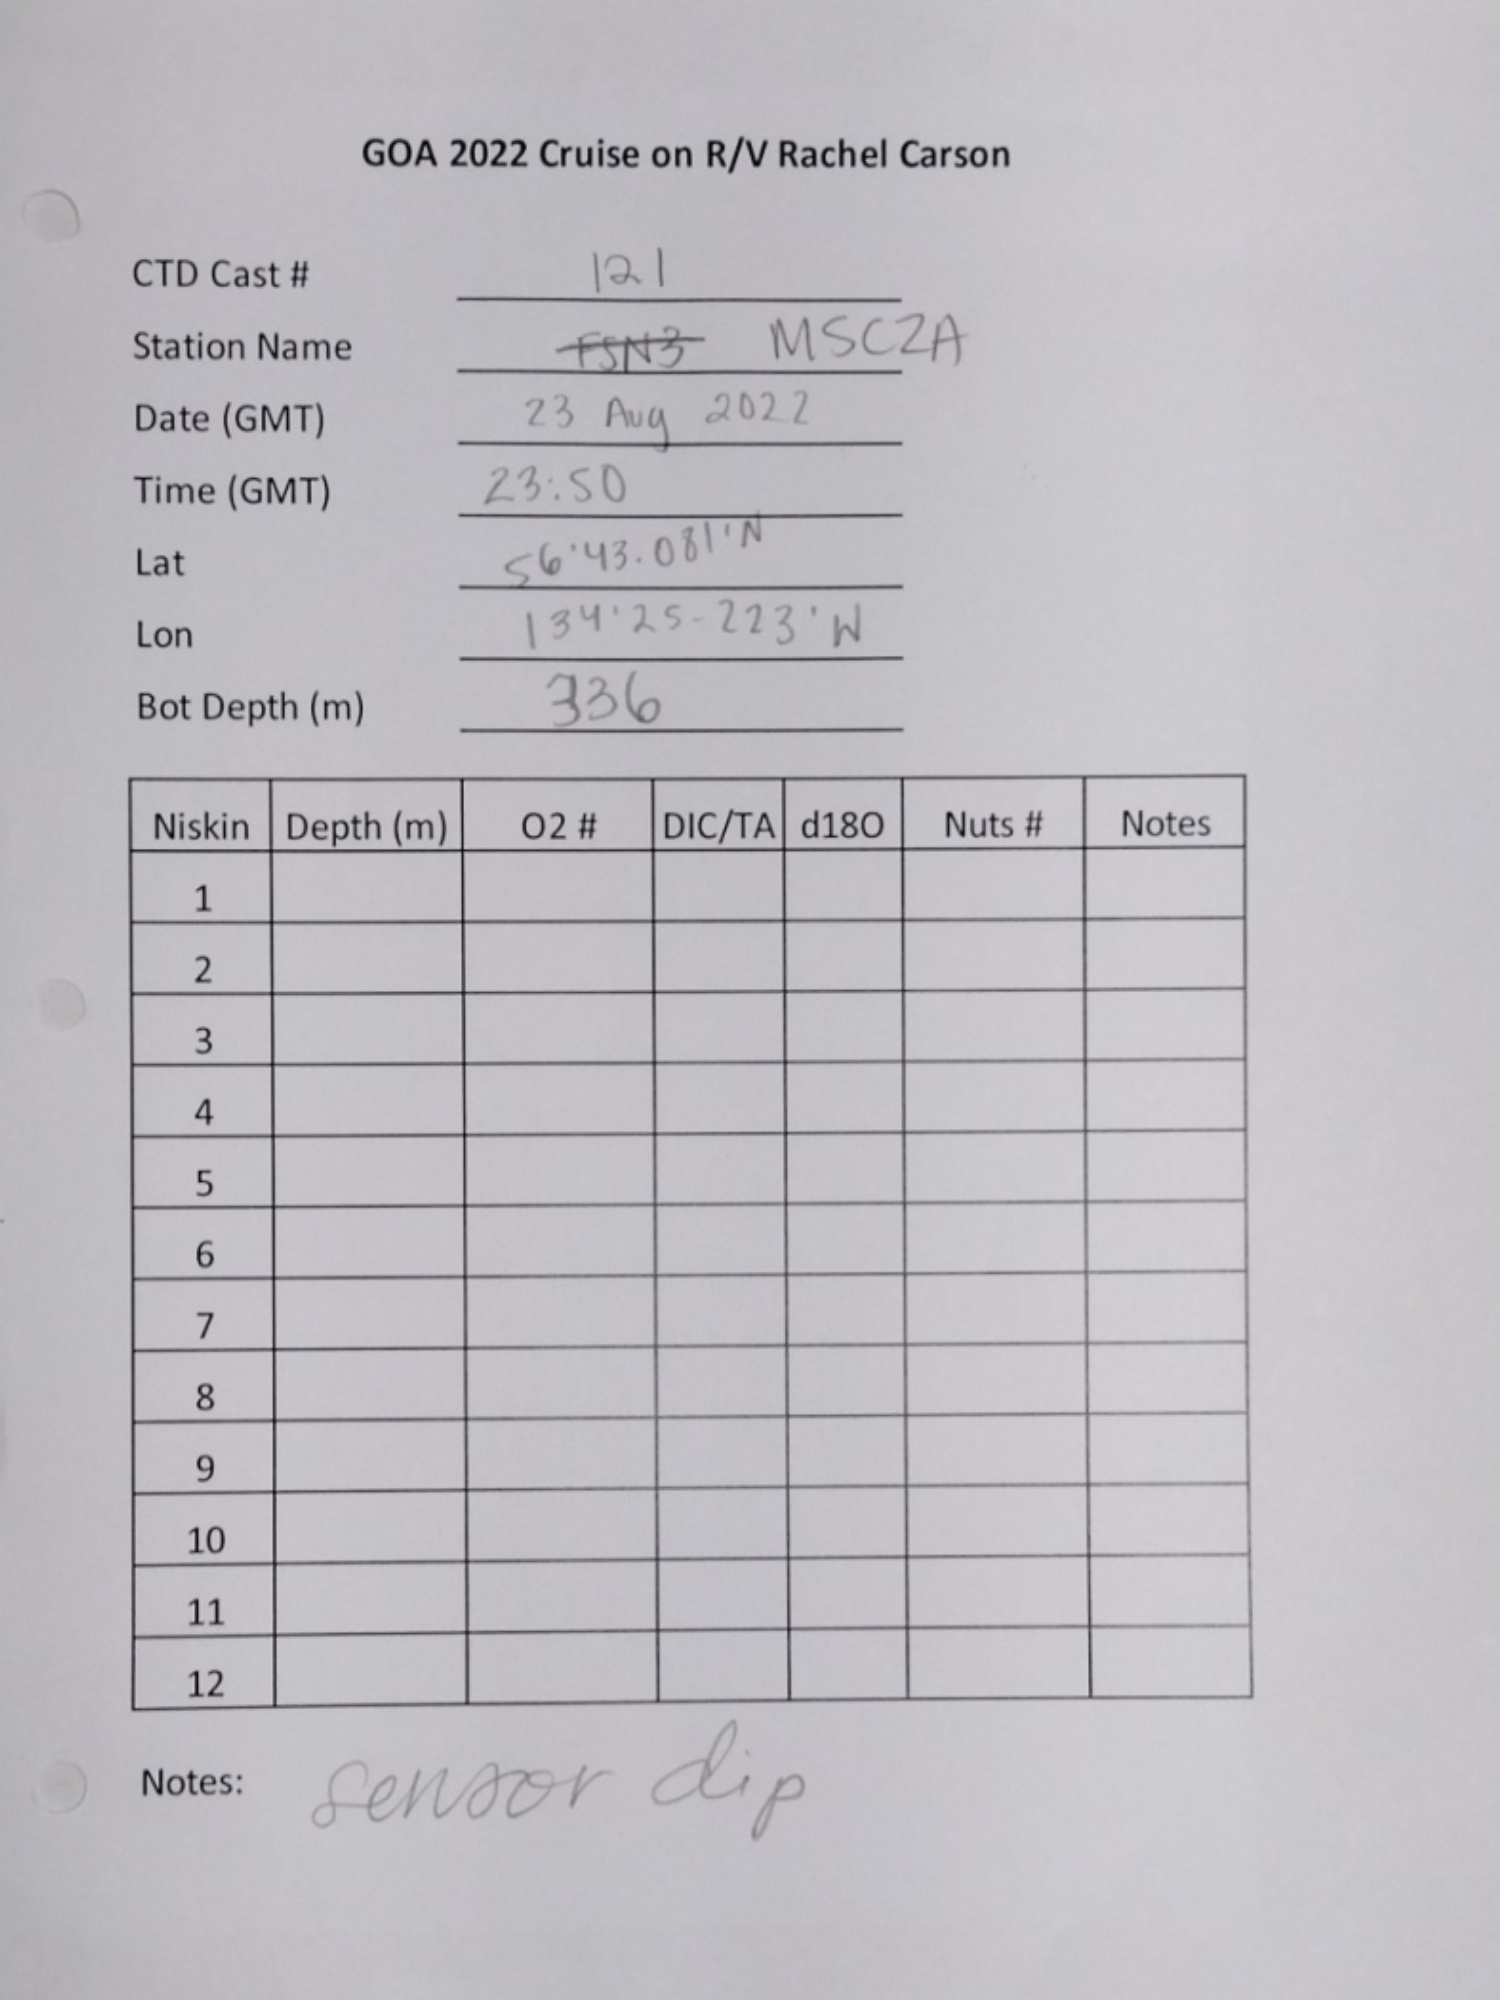 GOA 2022 Cruise on R/V Rachel Carson
CTD Cast # 121
Station Name FSN3 MSCZA
Date (GMT) 23 Aug 2022
Time (GMT) 23:50
Lat 56'43.081'N
Lon 134'25-223'W
Bot Depth (m) 336
Niskin Depth (m) O2 # DIC/TA d18O Nuts # Notes
1
2
3
4
5
6
7
8
9
10
11
12
Notes: sensor dip